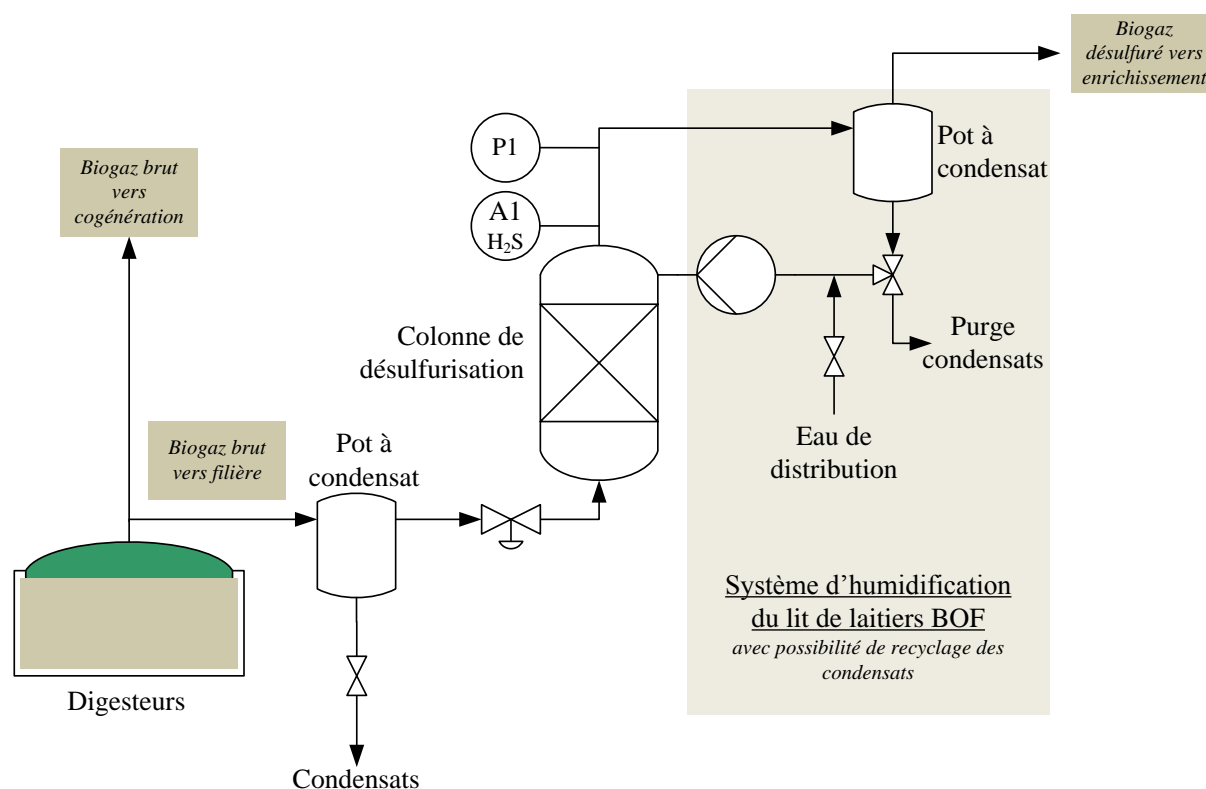 Biogaz
désulfuré vers
enrichissement
P1
Pot à
condensat
Biogaz brut
vers
cogénération
A1
H₂S
Colonne de
désulfurisation
Purge
condensats
Eau de
distribution
Biogaz brut
vers filière
Pot à
condensat
Système d’humidification
du lit de laitiers BOF
avec possibilité de recyclage des
condensats
Digesteurs
Condensats